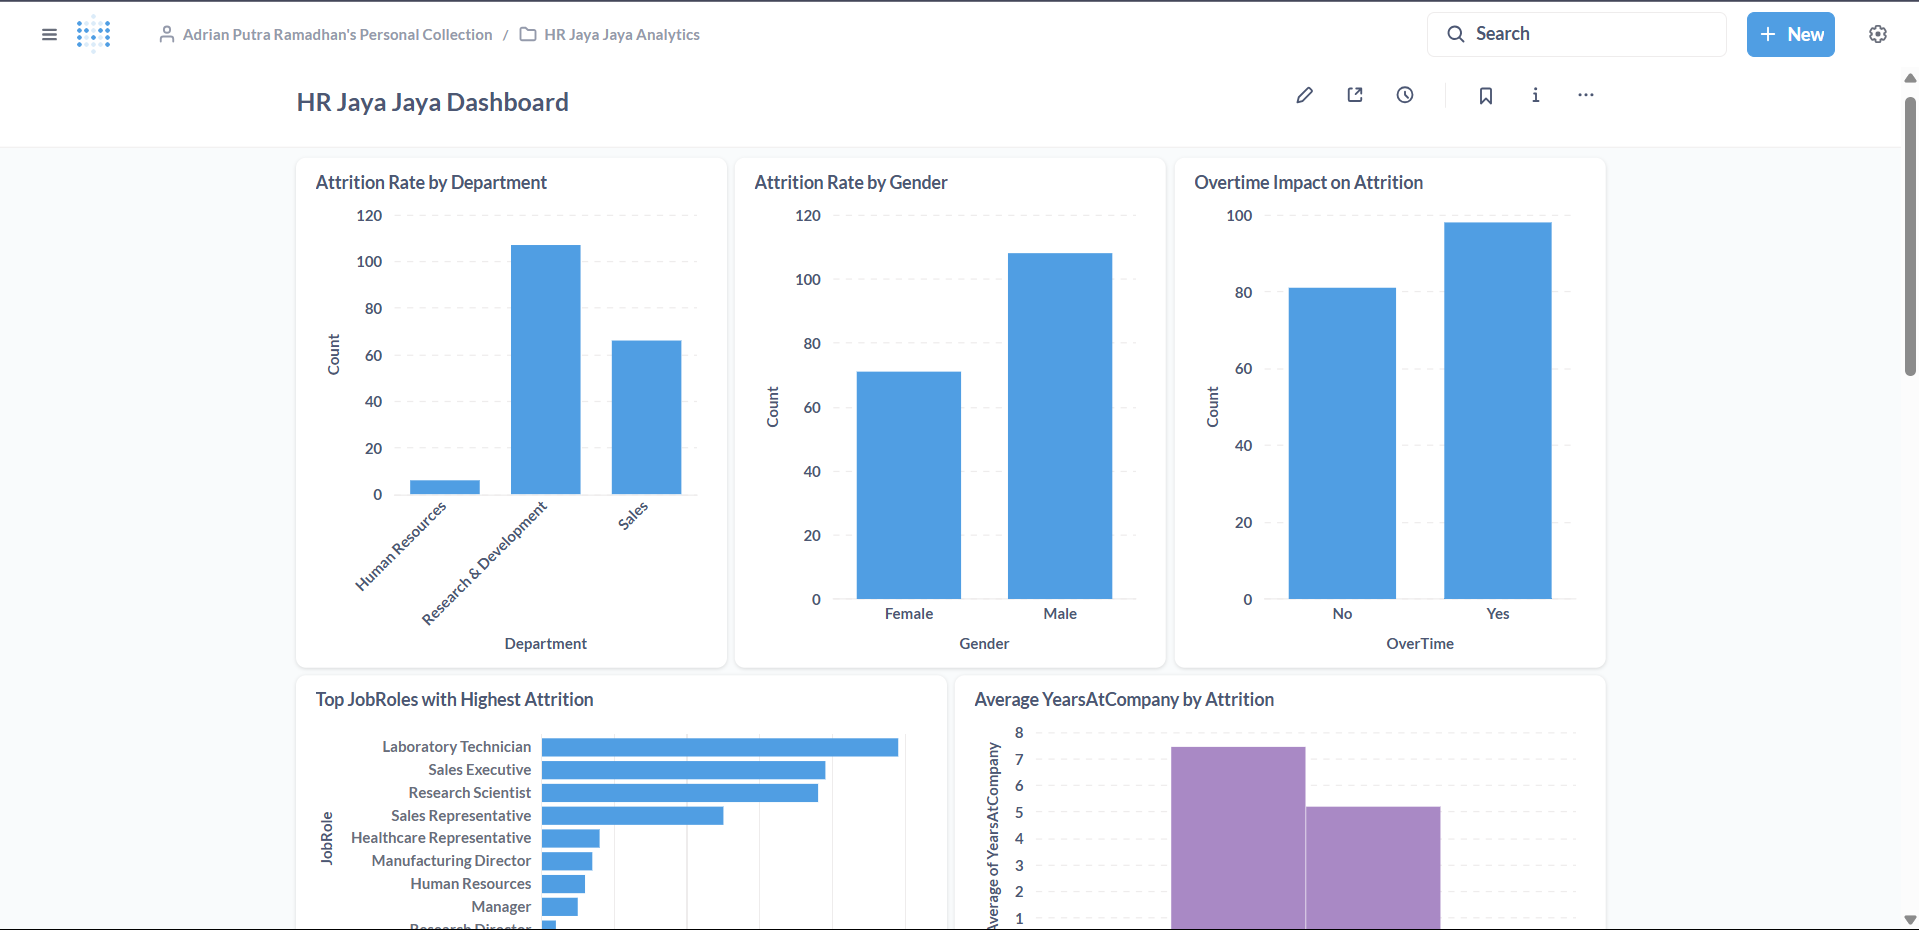 Adrian Putra Ramadhan's Personal Collection / HR Jaya Jaya Analytics
Search
New
HR Jaya Jaya Dashboard
Attrition Rate by Department
120
100
80
60
40
20
0
Count
Human Resources
Research & Development
Sales
Department
Attrition Rate by Gender
120
100
80
60
40
20
0
Count
Female
Male
Gender
Overtime Impact on Attrition
100
80
60
40
20
0
Count
No
Yes
OverTime
Top JobRoles with Highest Attrition
JobRole
Laboratory Technician
Sales Executive
Research Scientist
Sales Representative
Healthcare Representative
Manufacturing Director
Human Resources
Manager
Research Director
Average YearsAtCompany by Attrition
Average of YearsAtCompany
8
7
6
5
4
3
2
1